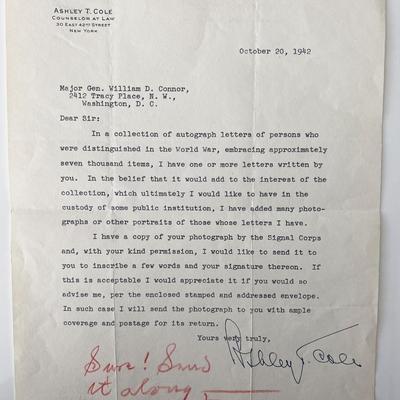 ASHLEY T. COLE
COUNSELOR AT LAW
30 EAST 42ND STREET
NEW YORK
October 20, 1942
Major Gen. William D. Connor,
2412 Tracy Place, N. W.,
Washington, D. C.
Dear Sir:
In a collection of autograph letters of persons who
were distinguished in the World War, embracing approximately
seven thousand items, I have one or more letters written by
you. In the belief that it would add to the interest of the
collection, which ultimately I would like to have in the
custody of some public institution, I have added many photo-
graphs or other portraits of those whose letters I have.
I have a copy of your photograph by the Signal Corps
and, with your kind permission, I would like to send it to
you to inscribe a few words and your signature thereon. If
this is acceptable I would appreciate it if you would so
advise me, per the enclosed stamped and addressed envelope.
In such case I will send the photograph to you with ample
coverage and postage for its return.
Yours very truly,
Ashley T. Cole
Sure! Send
it along